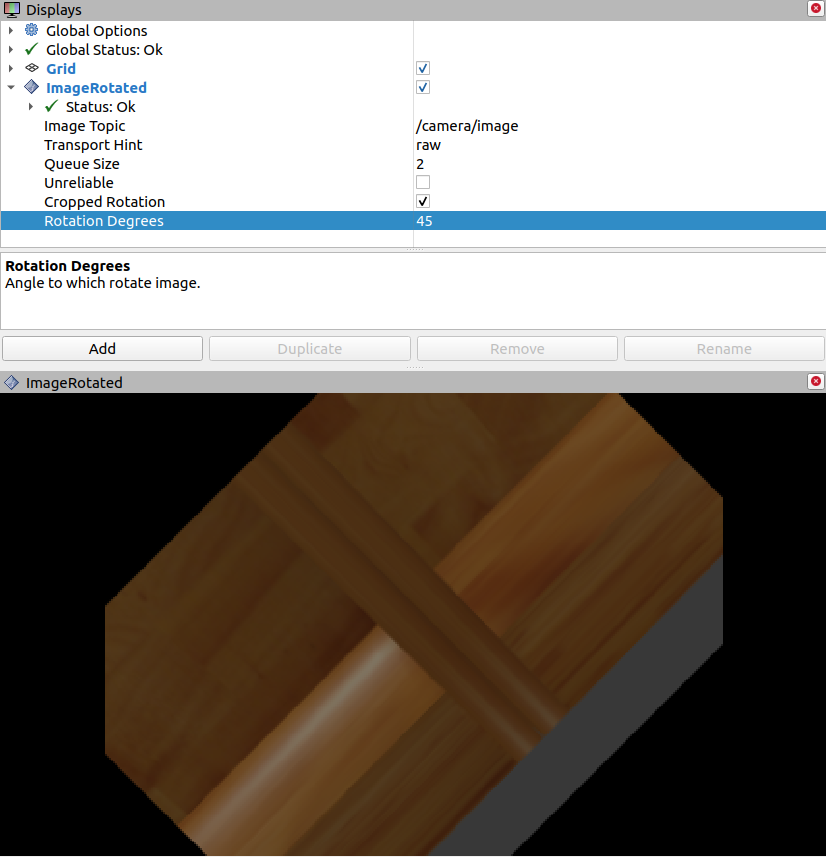 Displays
Global Options
Global Status: Ok
Grid
ImageRotated
Status: Ok
Image Topic /camera/image
Transport Hint raw
Queue Size 2
Unreliable
Cropped Rotation
Rotation Degrees 45
Rotation Degrees
Angle to which rotate image.
Add Duplicate Remove Rename
ImageRotated